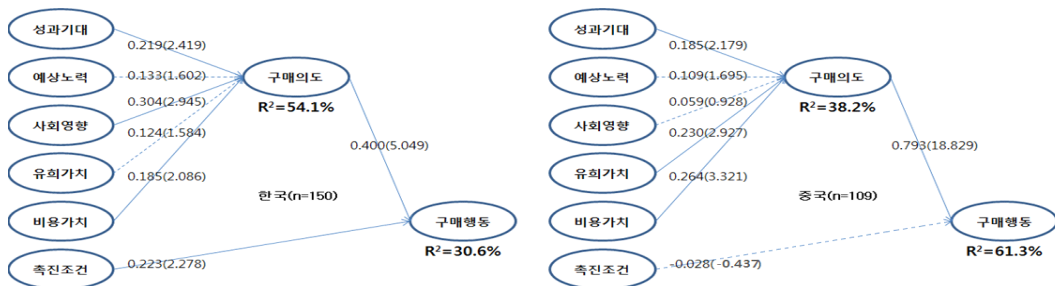 성과기대
0.219(2.419)
예상노력
0.133(1.602)
구매의도
R²=54.1%
사회영향
0.304(2.945)
0.124(1.584)
0.400(5.049)
유희가치
0.185(2.086)
한국(n=150)
비용가치
구매행동
R²=30.6%
촉진조건
0.223(2.278)
성과기대
0.185(2.179)
예상노력
0.109(1.695)
구매의도
R²=38.2%
사회영향
0.059(0.928)
0.230(2.927)
0.793(18.829)
유희가치
0.264(3.321)
중국(n=109)
비용가치
구매행동
R²=61.3%
촉진조건
-0.028(-0.437)